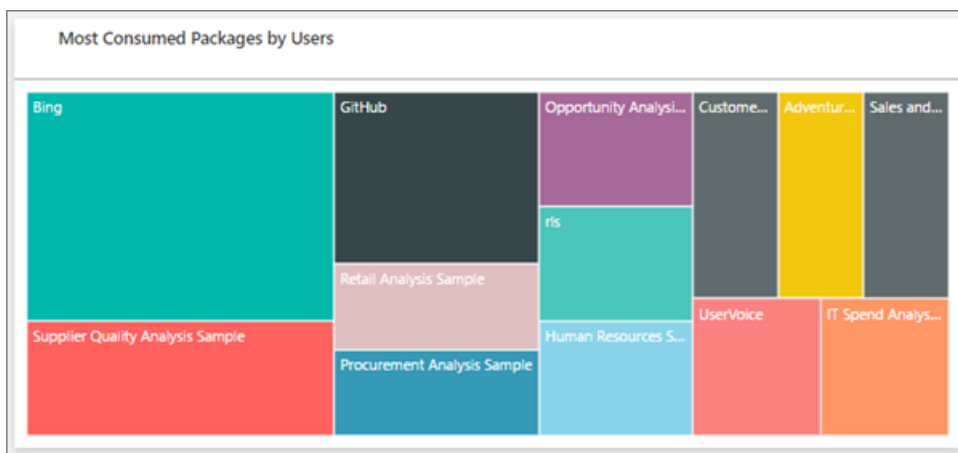 Most Consumed Packages by Users
Bing
GitHub
Opportunity Analysi...
Custome...
Adventur...
Sales and...
rls
Retail Analysis Sample
UserVoice
IT Spend Analys...
Supplier Quality Analysis Sample
Human Resources S...
Procurement Analysis Sample